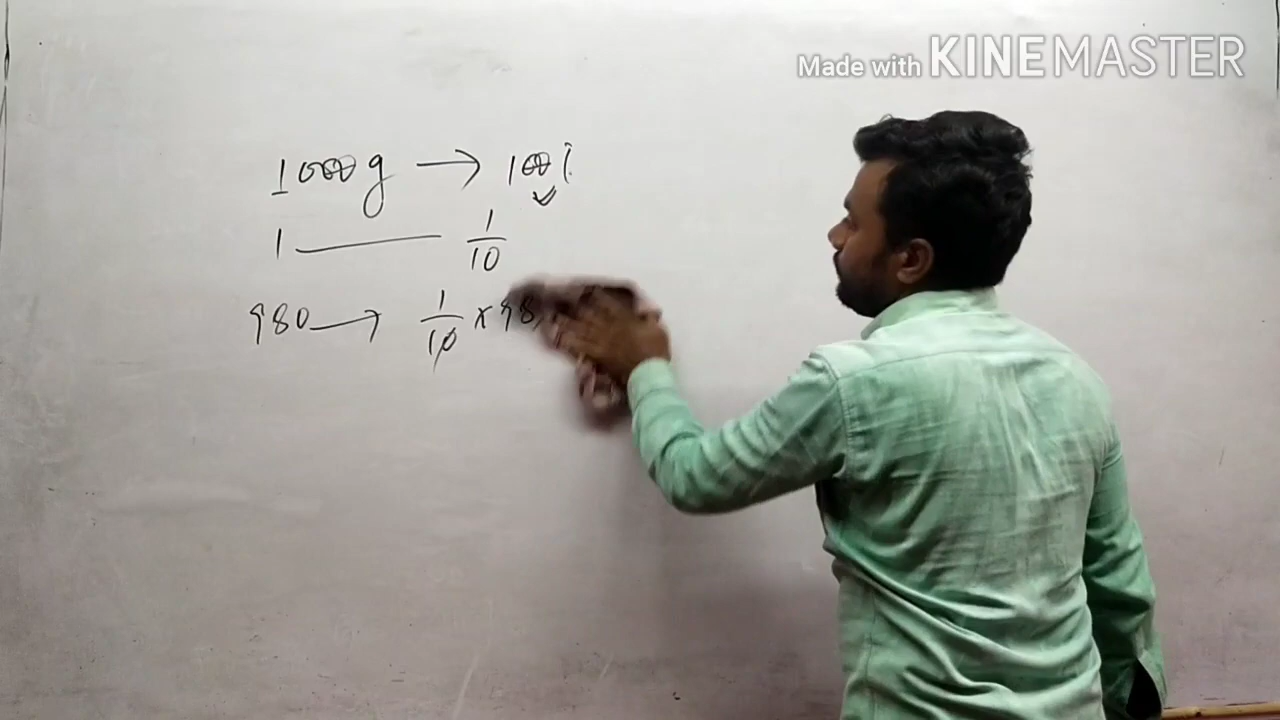 Made with KINEMASTER
1000g → 100%
1 — 1/10
980 → 1/10 × 98